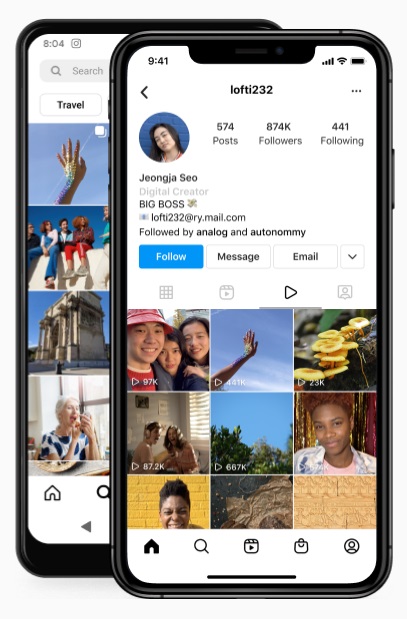 8:04
Search
Travel
9:41
lofti232
574 874K 441
Posts Followers Following
Jeongja Seo
Digital Creator
BIG BOSS 💸
📧 lofti232@ry.mail.com
Followed by analog and autonommy
Follow Message Email
97K 441K 23K
87.2K 667K